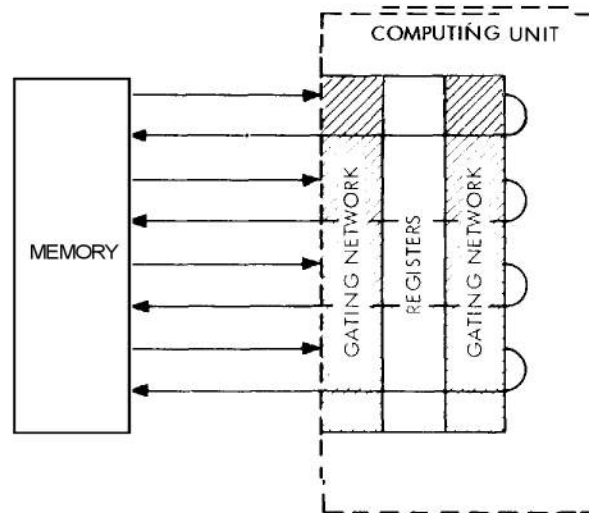 COMPUTING UNIT
MEMORY
GATING NETWORK
REGISTERS
GATING NETWORK